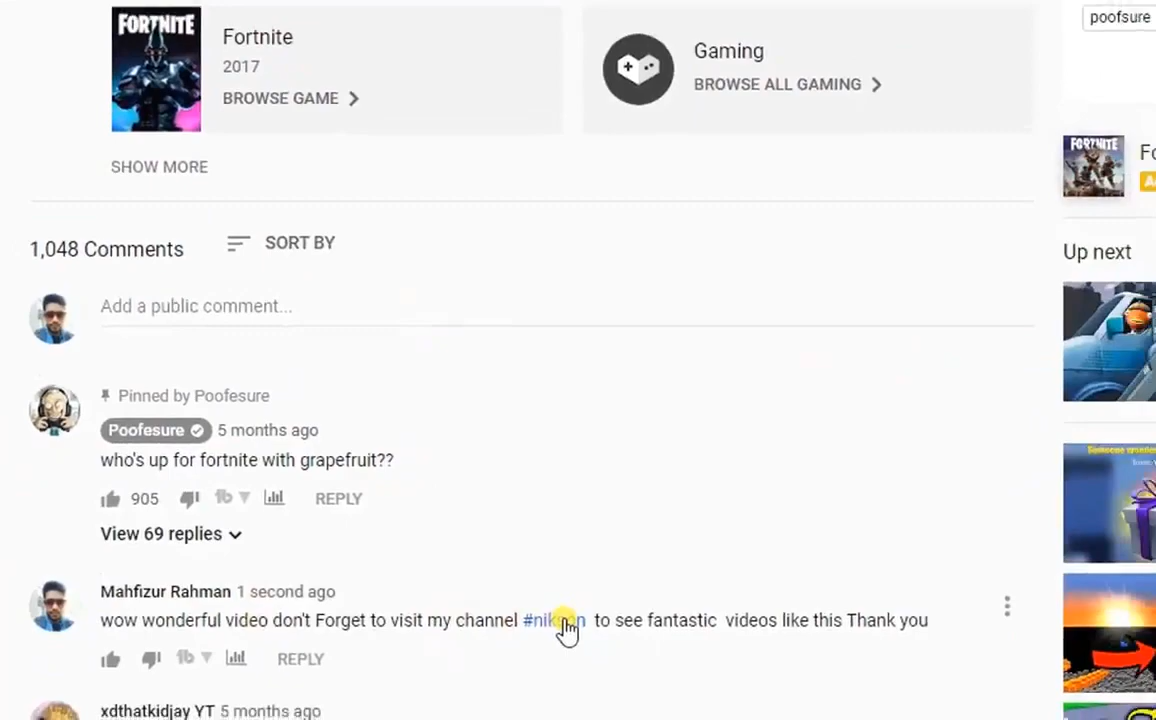 poofsure
FORTNITE
Fortnite
2017
BROWSE GAME
Gaming
BROWSE ALL GAMING
SHOW MORE
FORTNITE
1,048 Comments
SORT BY
Up next
Add a public comment...
Pinned by Poofesure
Poofesure 5 months ago
who's up for fortnite with grapefruit??
905
REPLY
View 69 replies
Mahfizur Rahman 1 second ago
wow wonderful video don't Forget to visit my channel to see fantastic videos like this Thank you
REPLY
xdthatkidjay YT 5 months ago